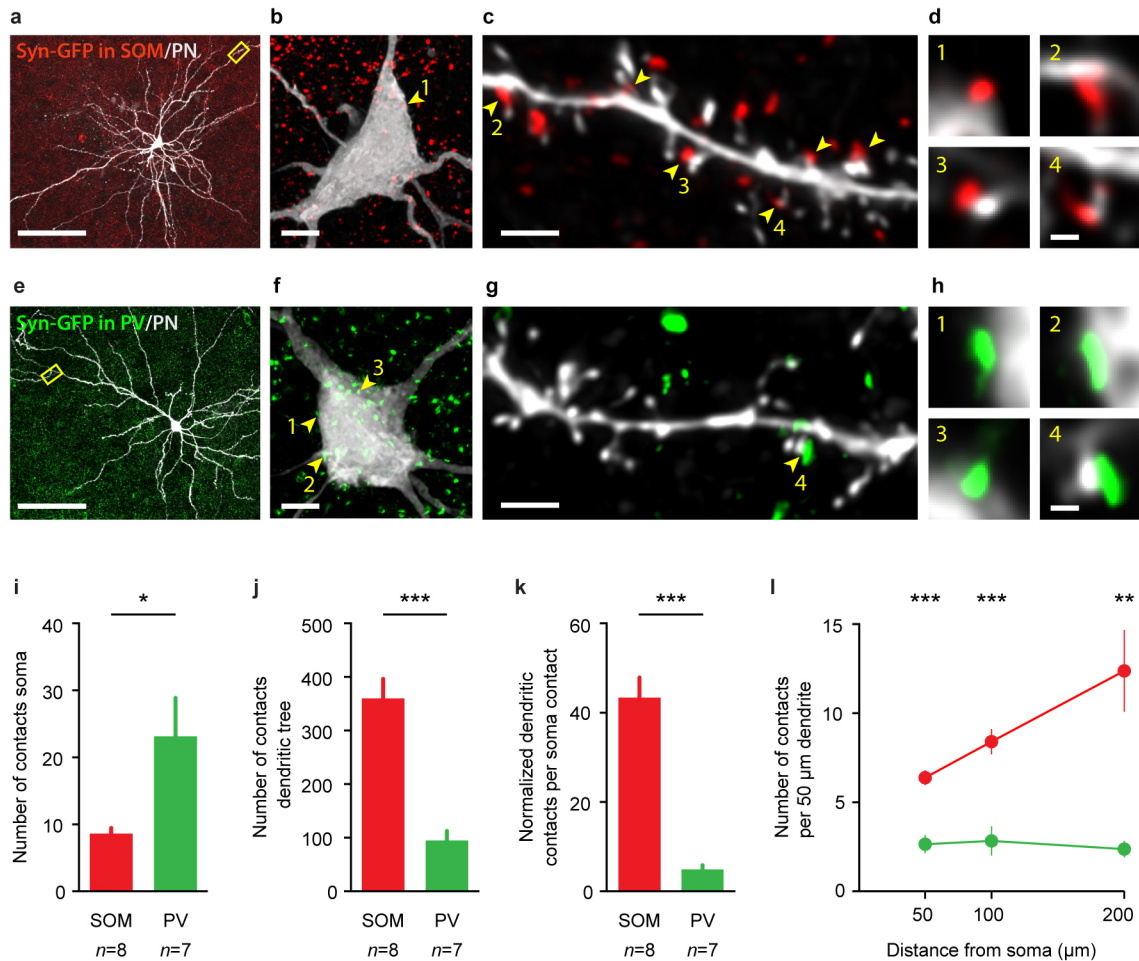 a
b
c
d
Syn-GFP in SOM/PN
1
2
3
4
1
2
3
4
e
f
g
h
Syn-GFP in PV/PN
3
1
2
4
1
2
3
4
i
j
k
l
*
***
***
***
***
**
Number of contacts soma
40
30
20
10
0
SOM
PV
n=8
n=7
Number of contacts
dendritic tree
500
400
300
200
100
0
SOM
PV
n=8
n=7
Normalized dendritic
contacts per soma contact
60
40
20
0
SOM
PV
n=8
n=7
Number of contacts
per 50 µm dendrite
15
10
5
0
50
100
200
Distance from soma (µm)